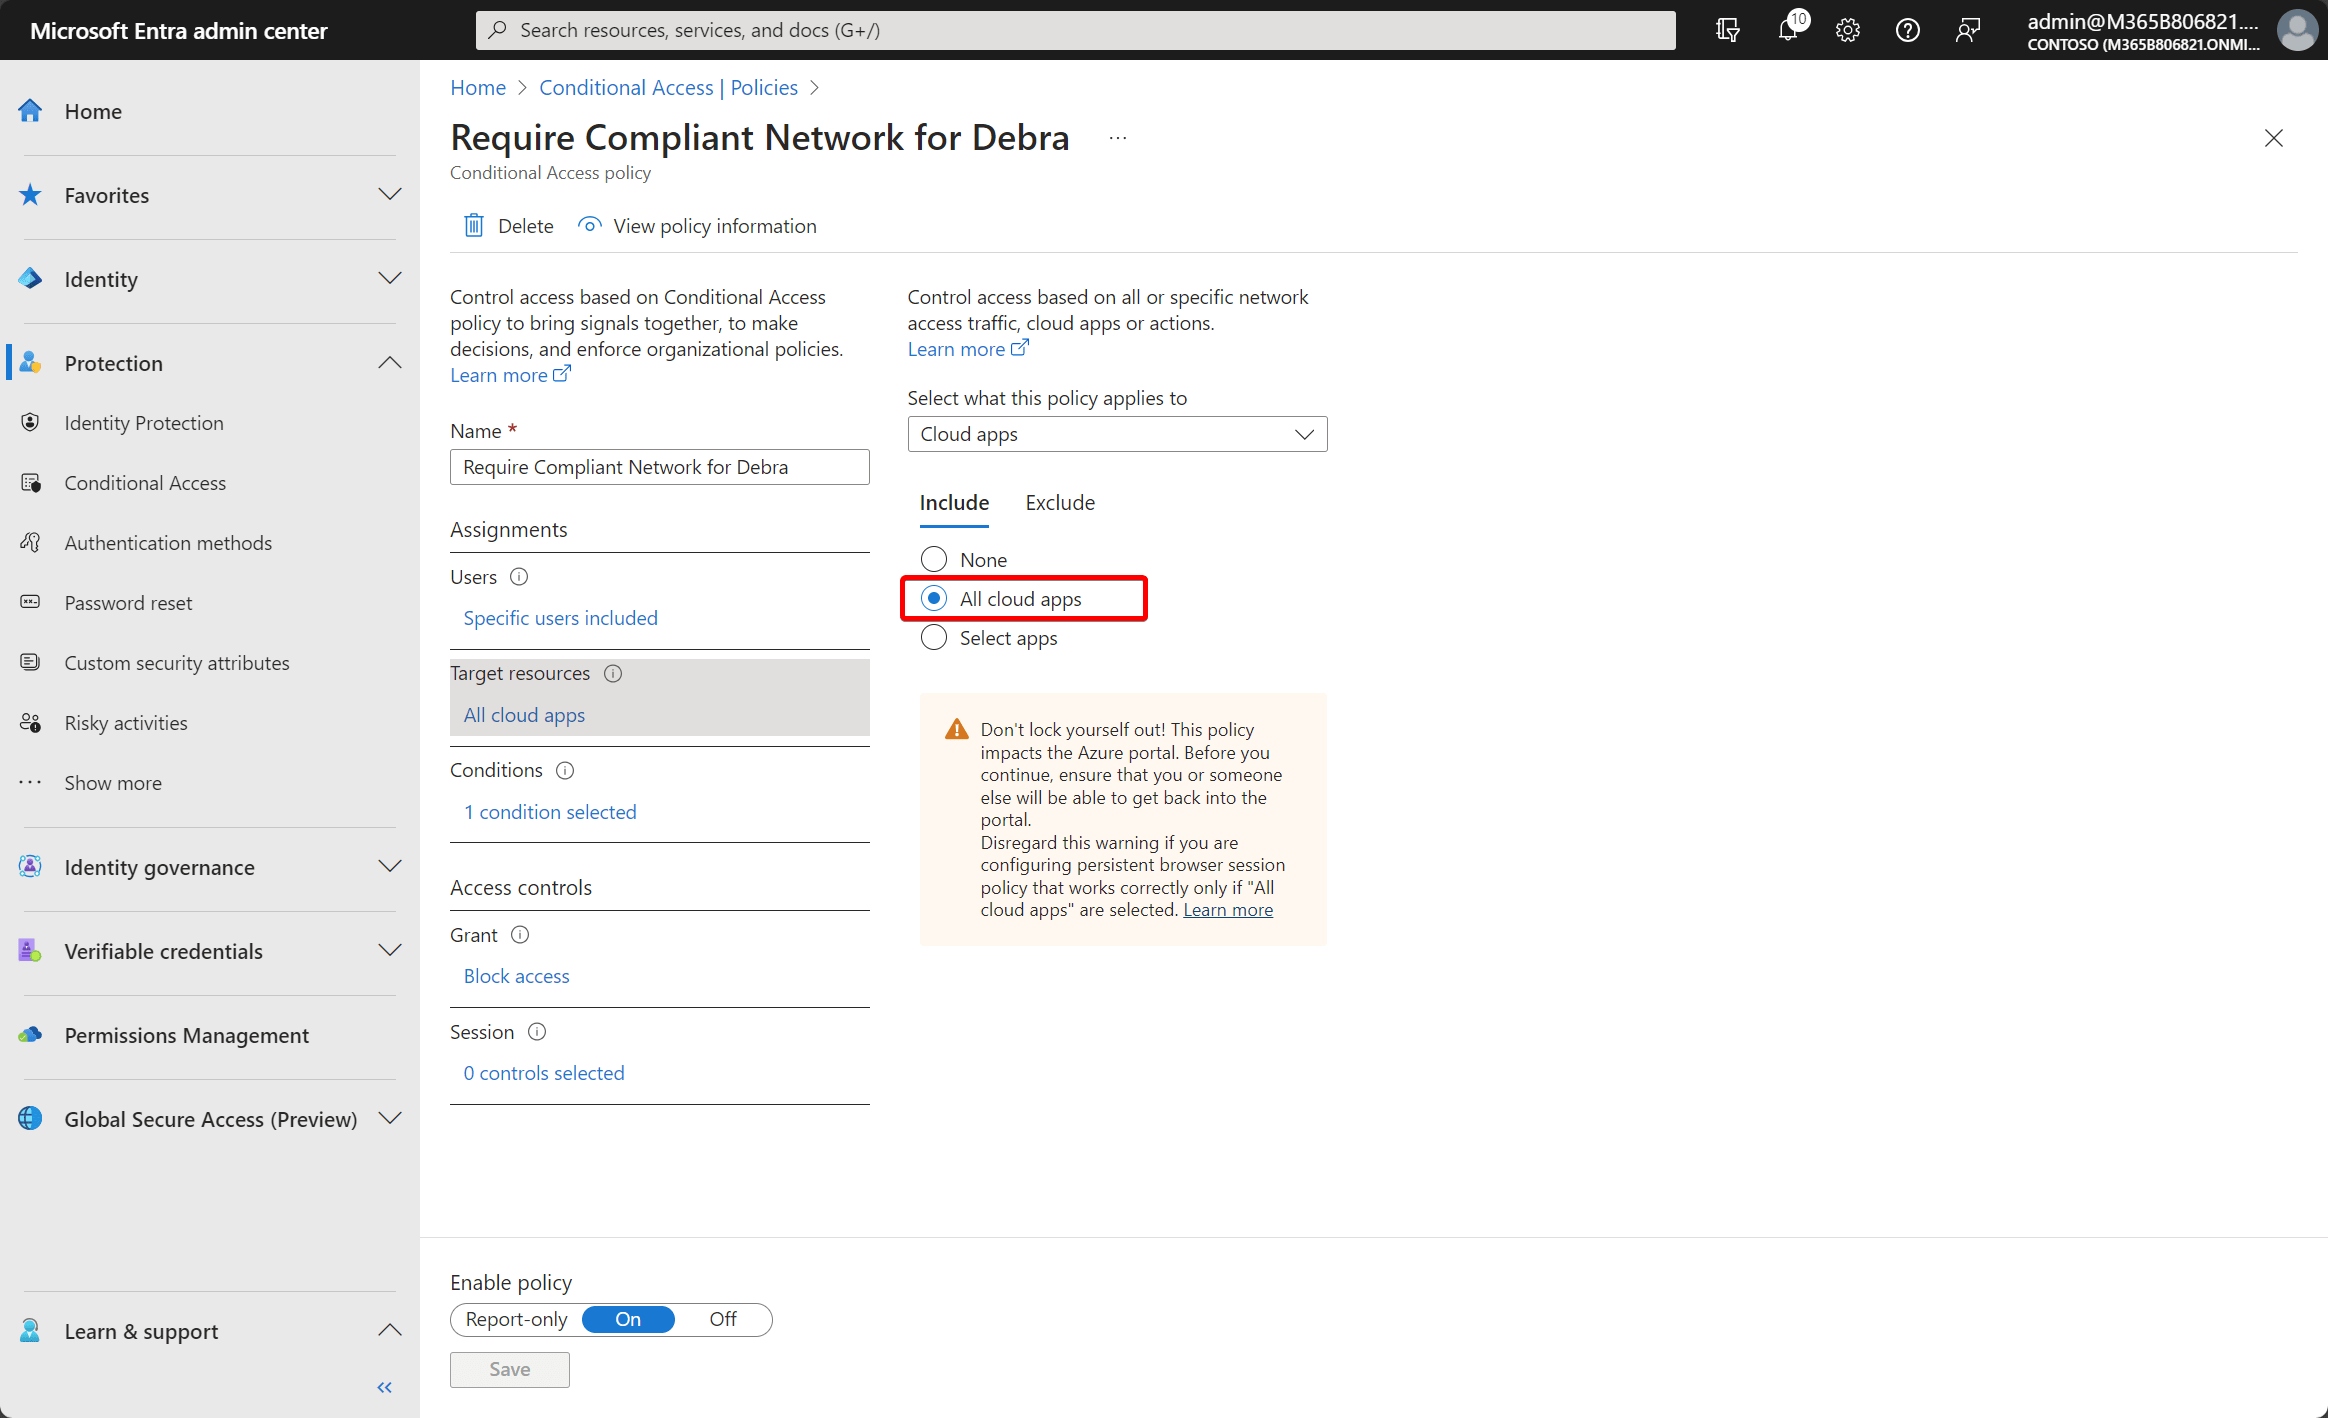 Microsoft Entra admin center
Search resources, services, and docs (G+/)
10
admin@M365B806821....
CONTOSO (M365B806821.ONMI...
Home
Favorites
Identity
Protection
Identity Protection
Conditional Access
Authentication methods
Password reset
Custom security attributes
Risky activities
Show more
Identity governance
Verifiable credentials
Permissions Management
Global Secure Access (Preview)
Learn & support
Home > Conditional Access | Policies >
Require Compliant Network for Debra ...
Conditional Access policy
Delete
View policy information
Control access based on Conditional Access
policy to bring signals together, to make
decisions, and enforce organizational policies.
Learn more
Name *
Require Compliant Network for Debra
Assignments
Users
Specific users included
Target resources
All cloud apps
Conditions
1 condition selected
Access controls
Grant
Block access
Session
0 controls selected
Control access based on all or specific network
access traffic, cloud apps or actions.
Learn more
Select what this policy applies to
Cloud apps
Include Exclude
None
All cloud apps
Select apps
Don't lock yourself out! This policy
impacts the Azure portal. Before you
continue, ensure that you or someone
else will be able to get back into the
portal.
Disregard this warning if you are
configuring persistent browser session
policy that works correctly only if "All
cloud apps" are selected. Learn more
Enable policy
Report-only On Off
Save